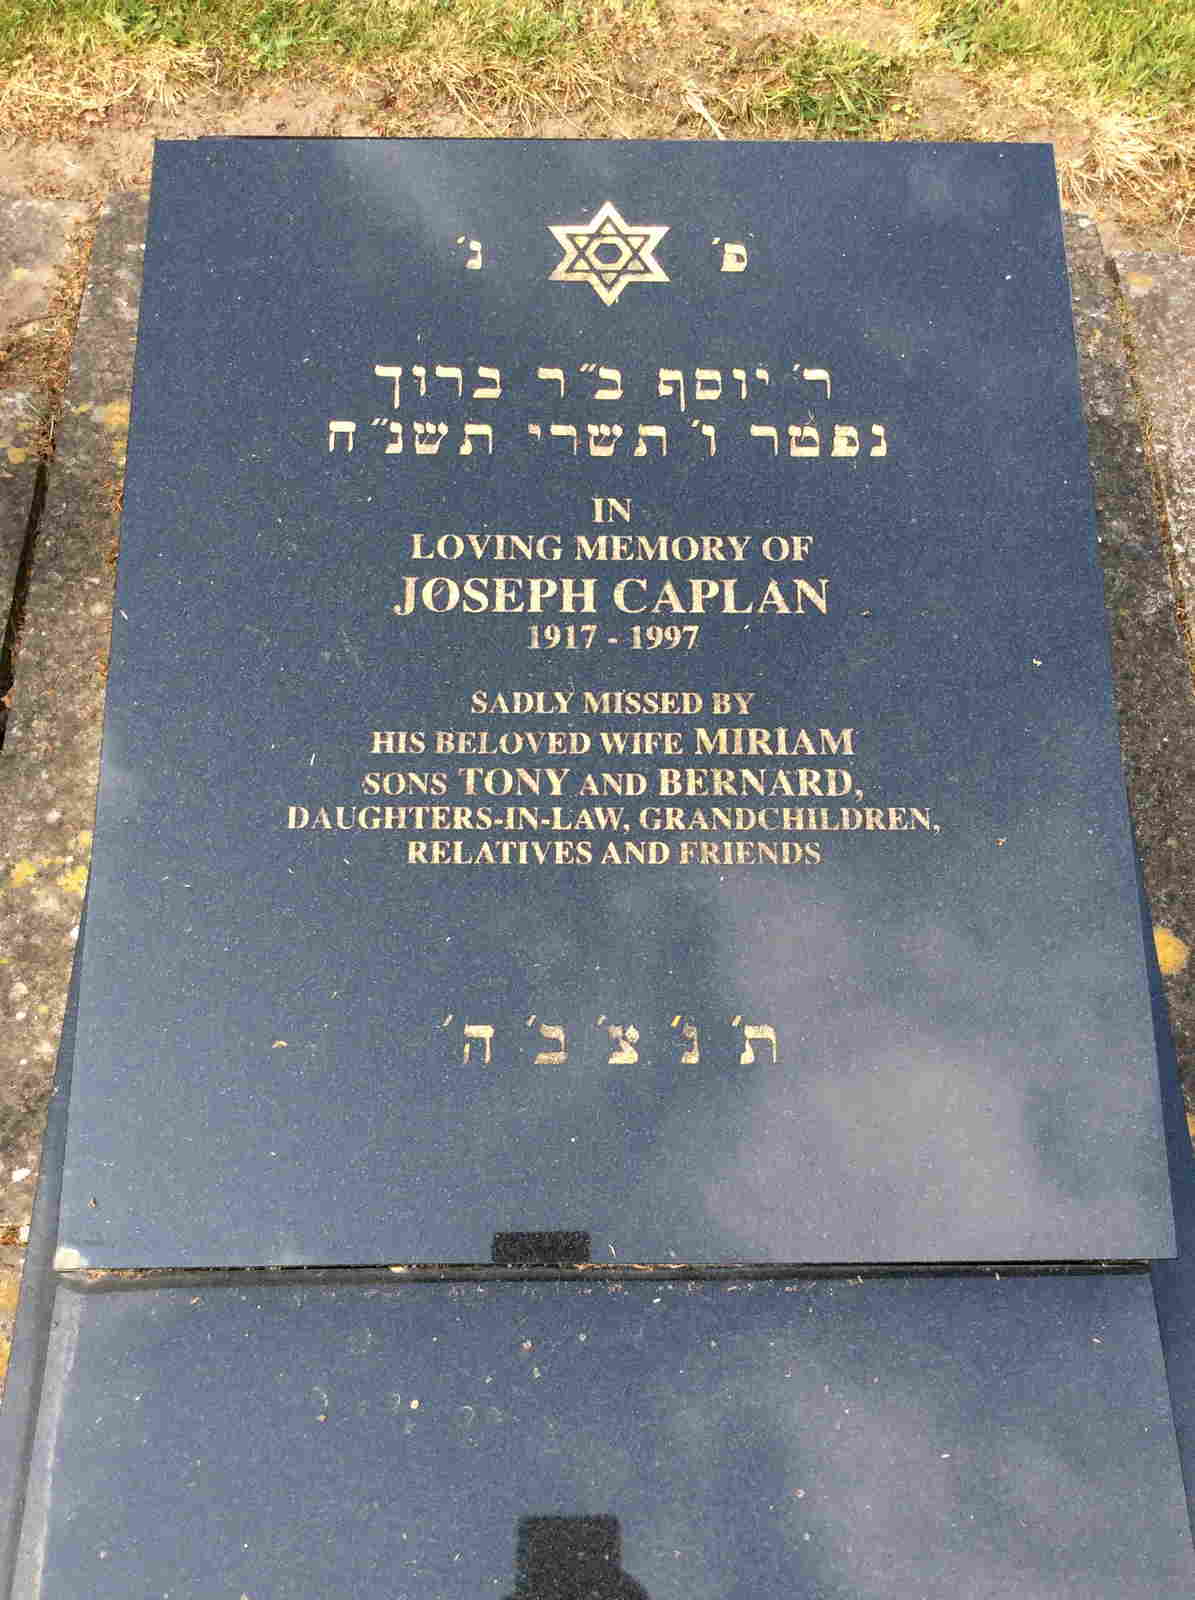 פ׳ נ׳
ר׳ יוסף ב״ר ברוך
נפטר ו׳ תשרי תשנ״ח
IN
LOVING MEMORY OF
JOSEPH CAPLAN
1917 - 1997
SADLY MISSED BY
HIS BELOVED WIFE MIRIAM
SONS TONY AND BERNARD,
DAUGHTERS-IN-LAW, GRANDCHILDREN,
RELATIVES AND FRIENDS
ת׳ נ׳ צ׳ ב׳ ה׳